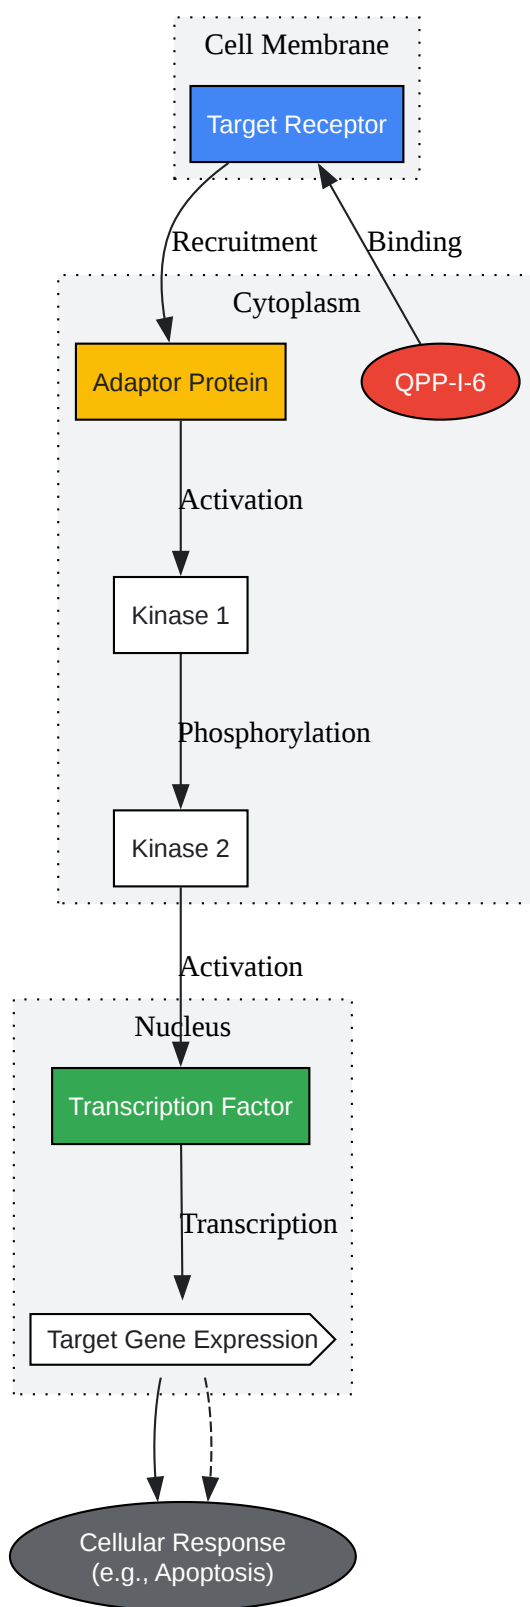 Cell Membrane
Target Receptor
Recruitment
Binding
Cytoplasm
Adaptor Protein
QPP-I-6
Activation
Kinase 1
Phosphorylation
Kinase 2
Activation
Nucleus
Transcription Factor
Transcription
Target Gene Expression
Cellular Response
(e.g., Apoptosis)